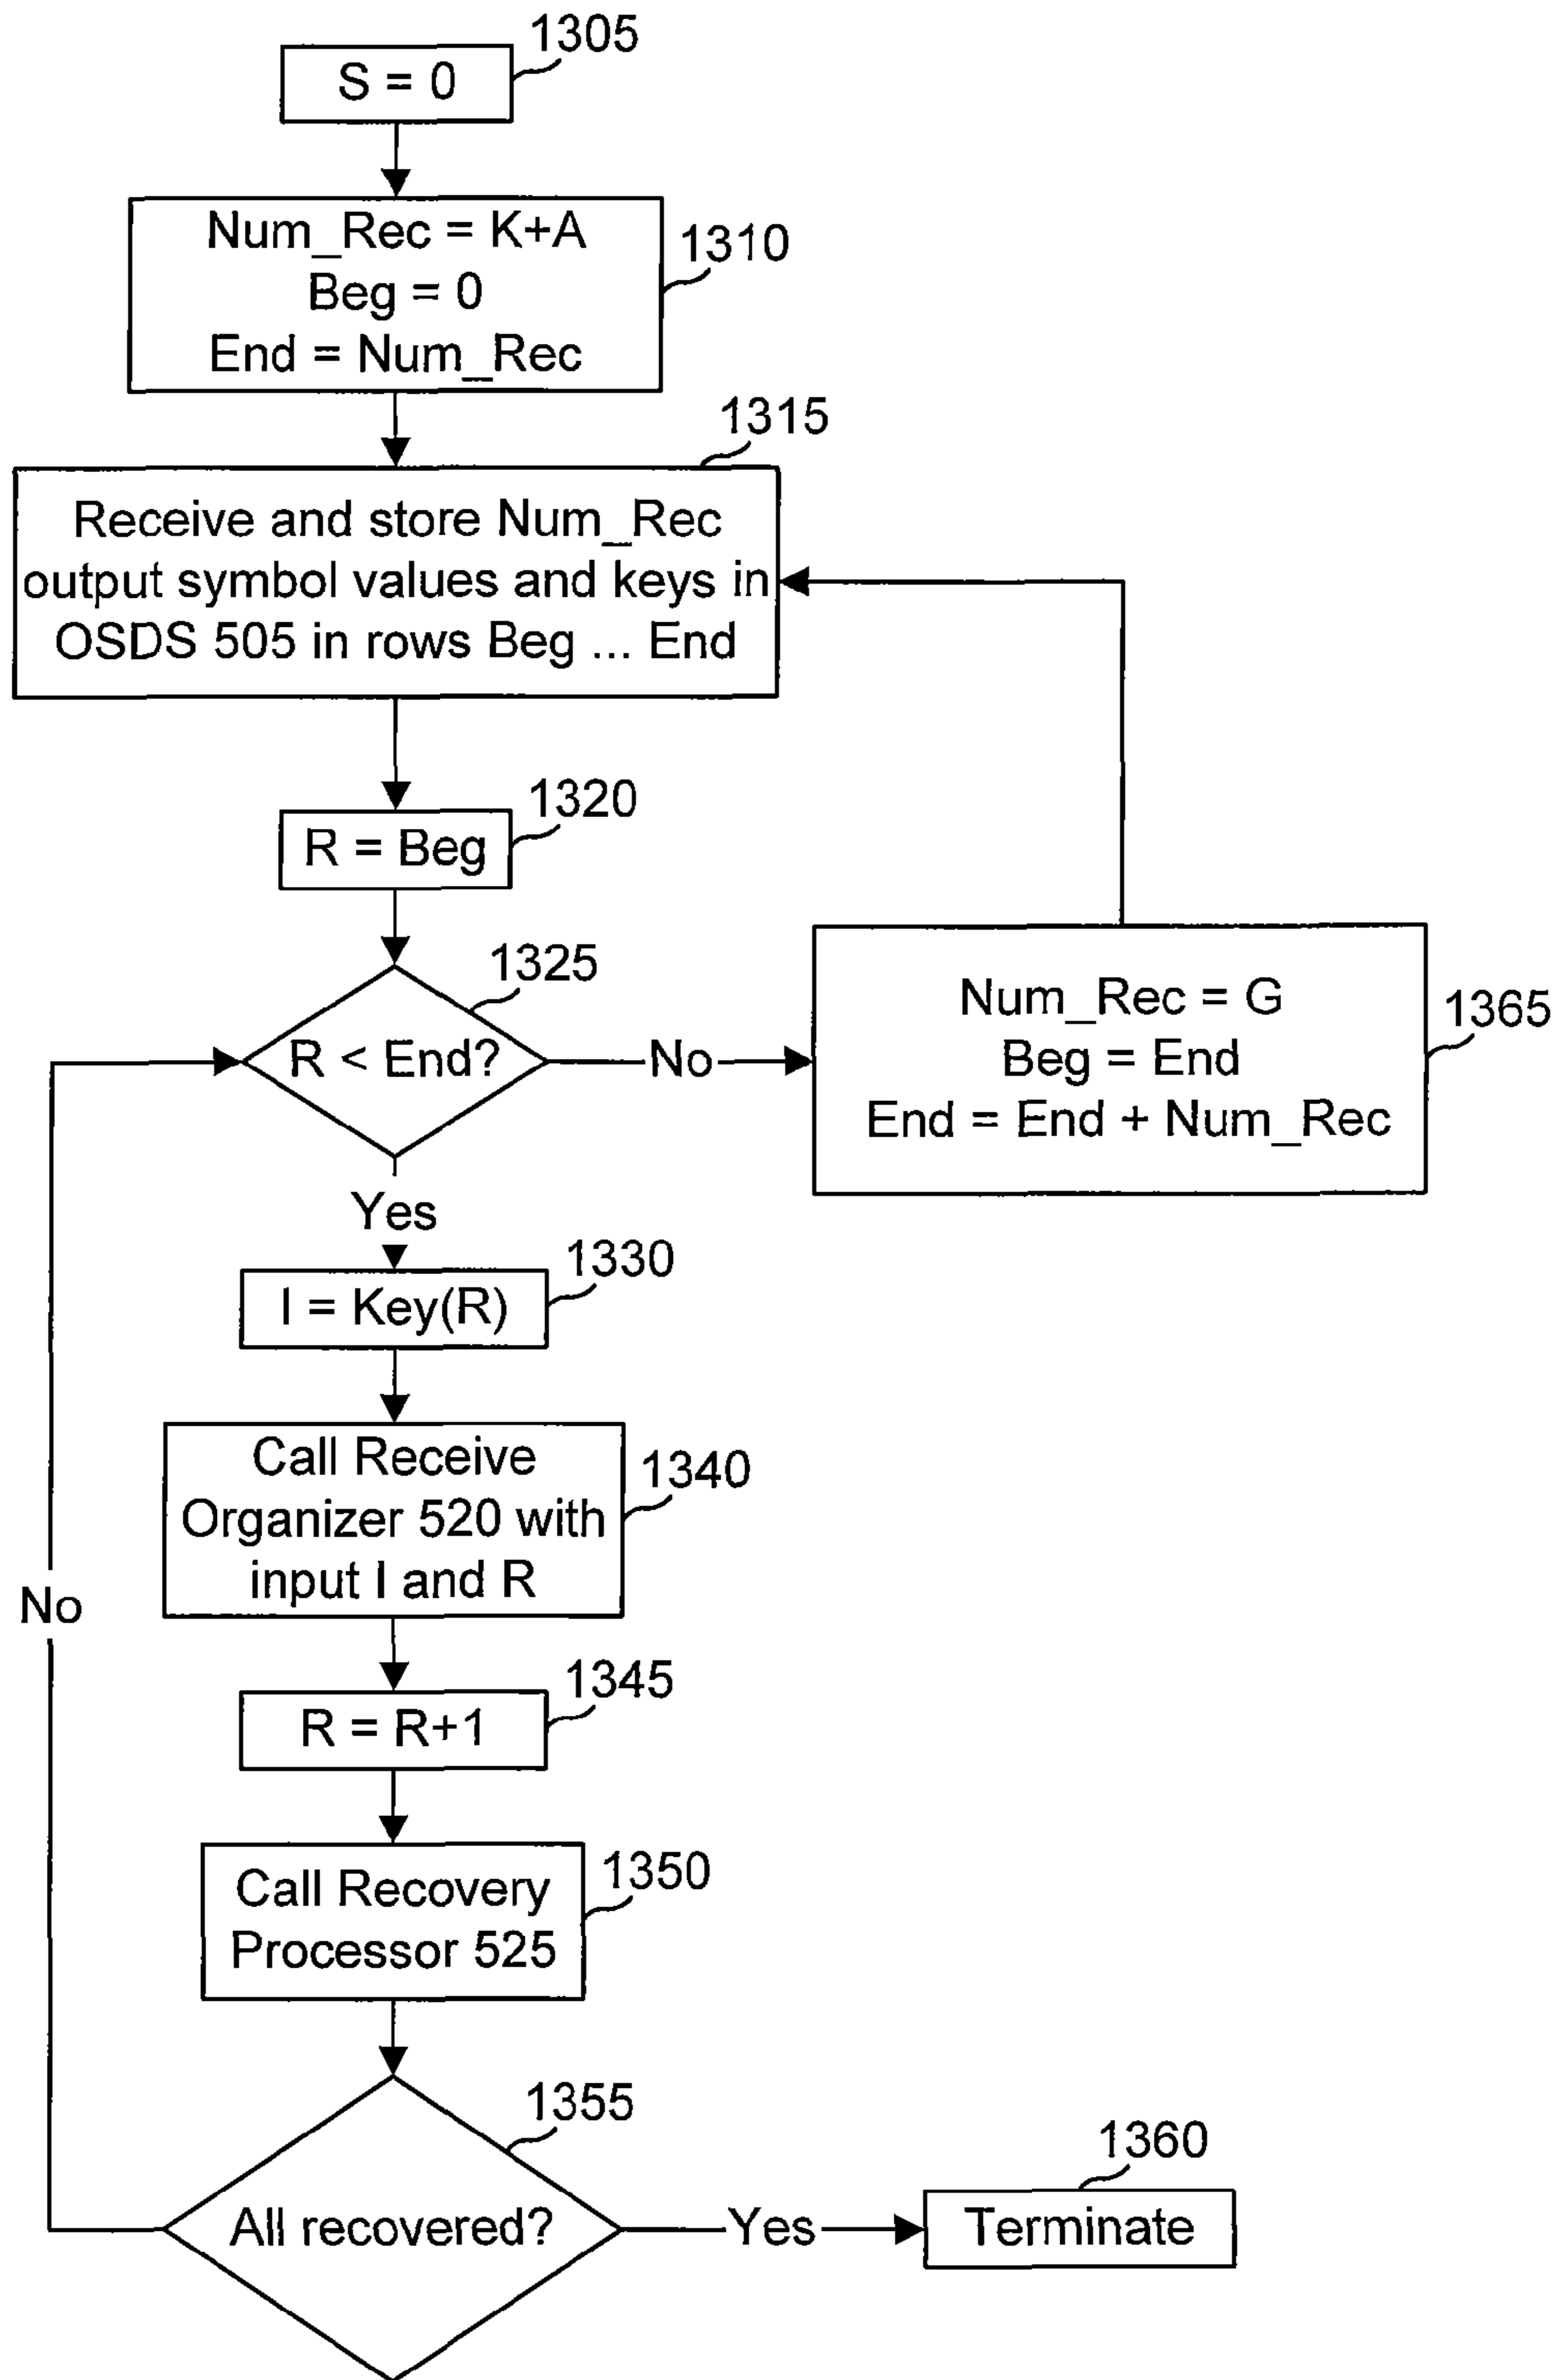 1305
S = 0
Num_Rec = K+A
Beg = 0
End = Num_Rec
1310
1315
Receive and store Num_Rec
output symbol values and keys in
OSDS 505 in rows Beg ... End
1320
R = Beg
1325
R < End?
No
Num_Rec = G
Beg = End
End = End + Num_Rec
1365
Yes
1330
I = Key(R)
Call Receive
Organizer 520 with
input I and R
1340
No
1345
R = R+1
Call Recovery
Processor 525
1350
1355
All recovered?
Yes
1360
Terminate